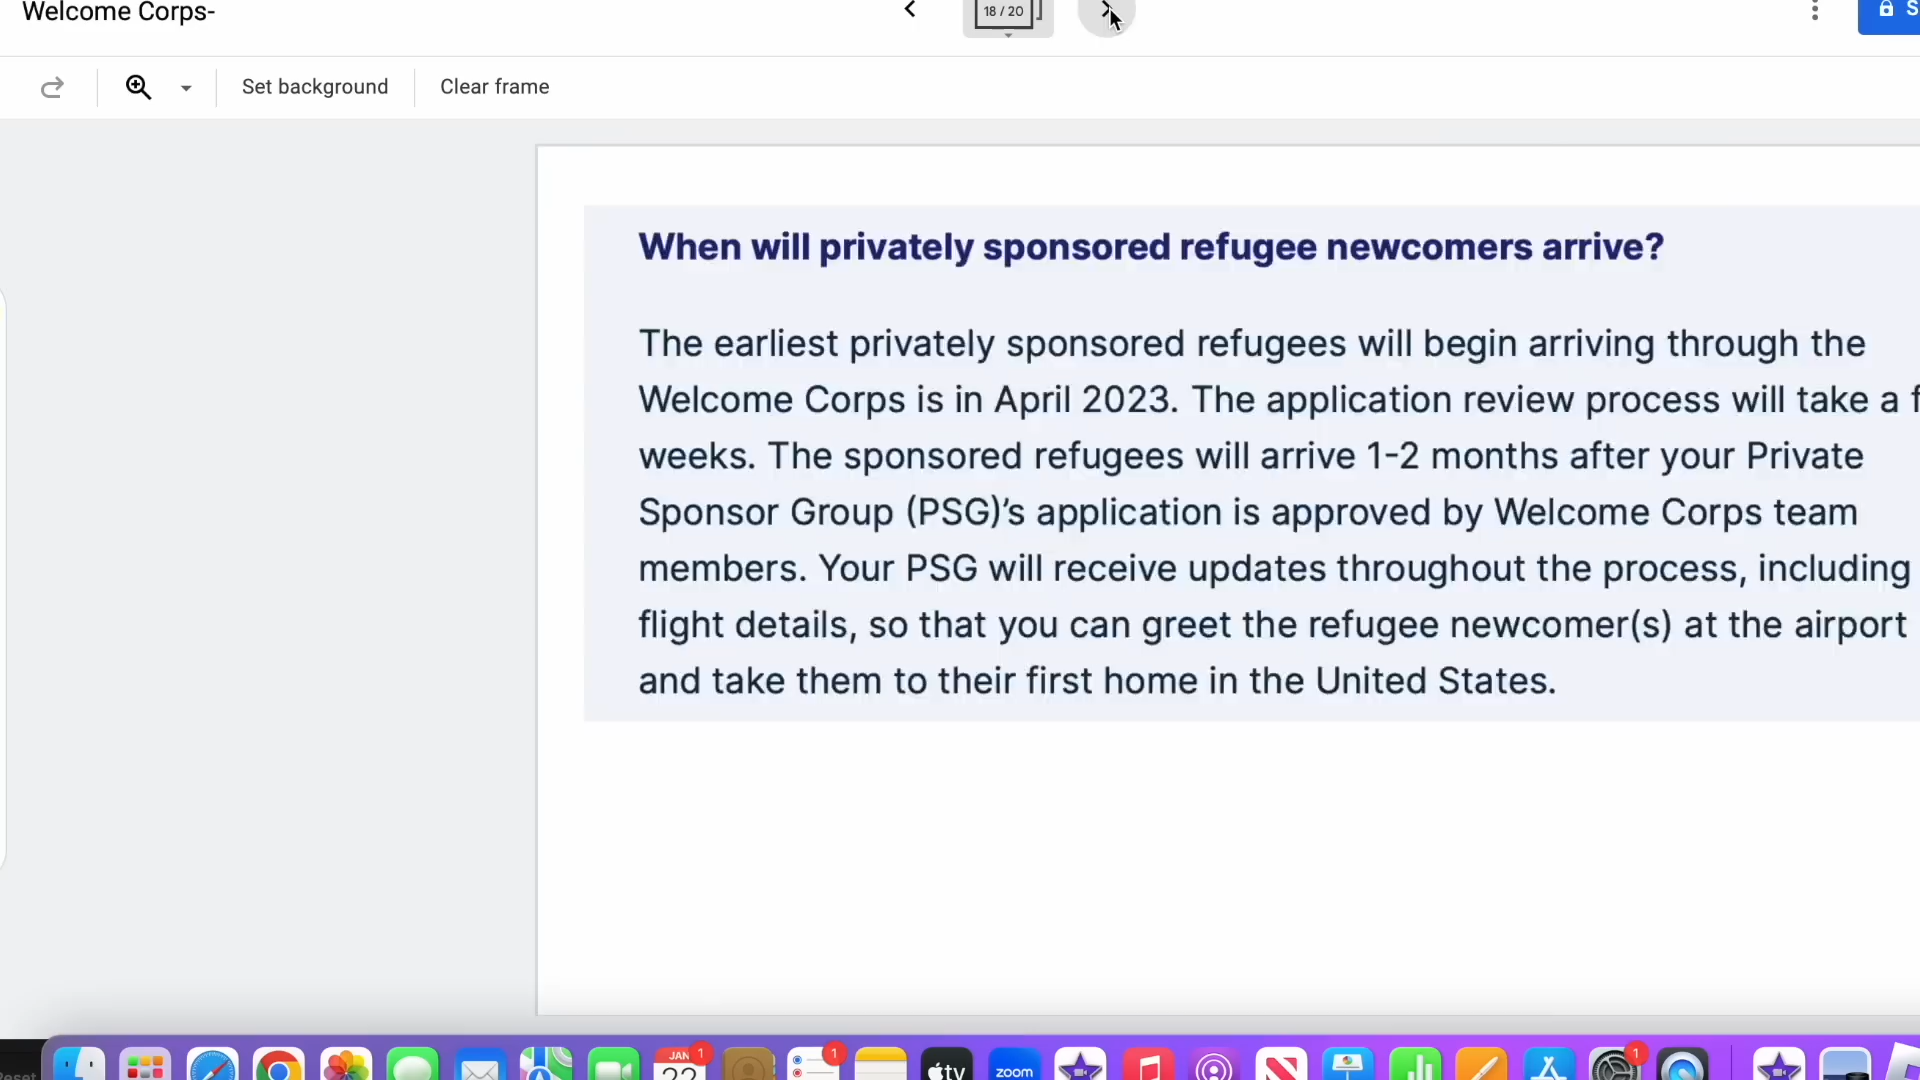 Welcome Corps-
18 / 20
S
Set background
Clear frame
When will privately sponsored refugee newcomers arrive?
The earliest privately sponsored refugees will begin arriving through the
Welcome Corps is in April 2023. The application review process will take a f
weeks. The sponsored refugees will arrive 1-2 months after your Private
Sponsor Group (PSG)’s application is approved by Welcome Corps team
members. Your PSG will receive updates throughout the process, including
flight details, so that you can greet the refugee newcomer(s) at the airport
and take them to their first home in the United States.
JAN 1
22
1
tv
zoom
1